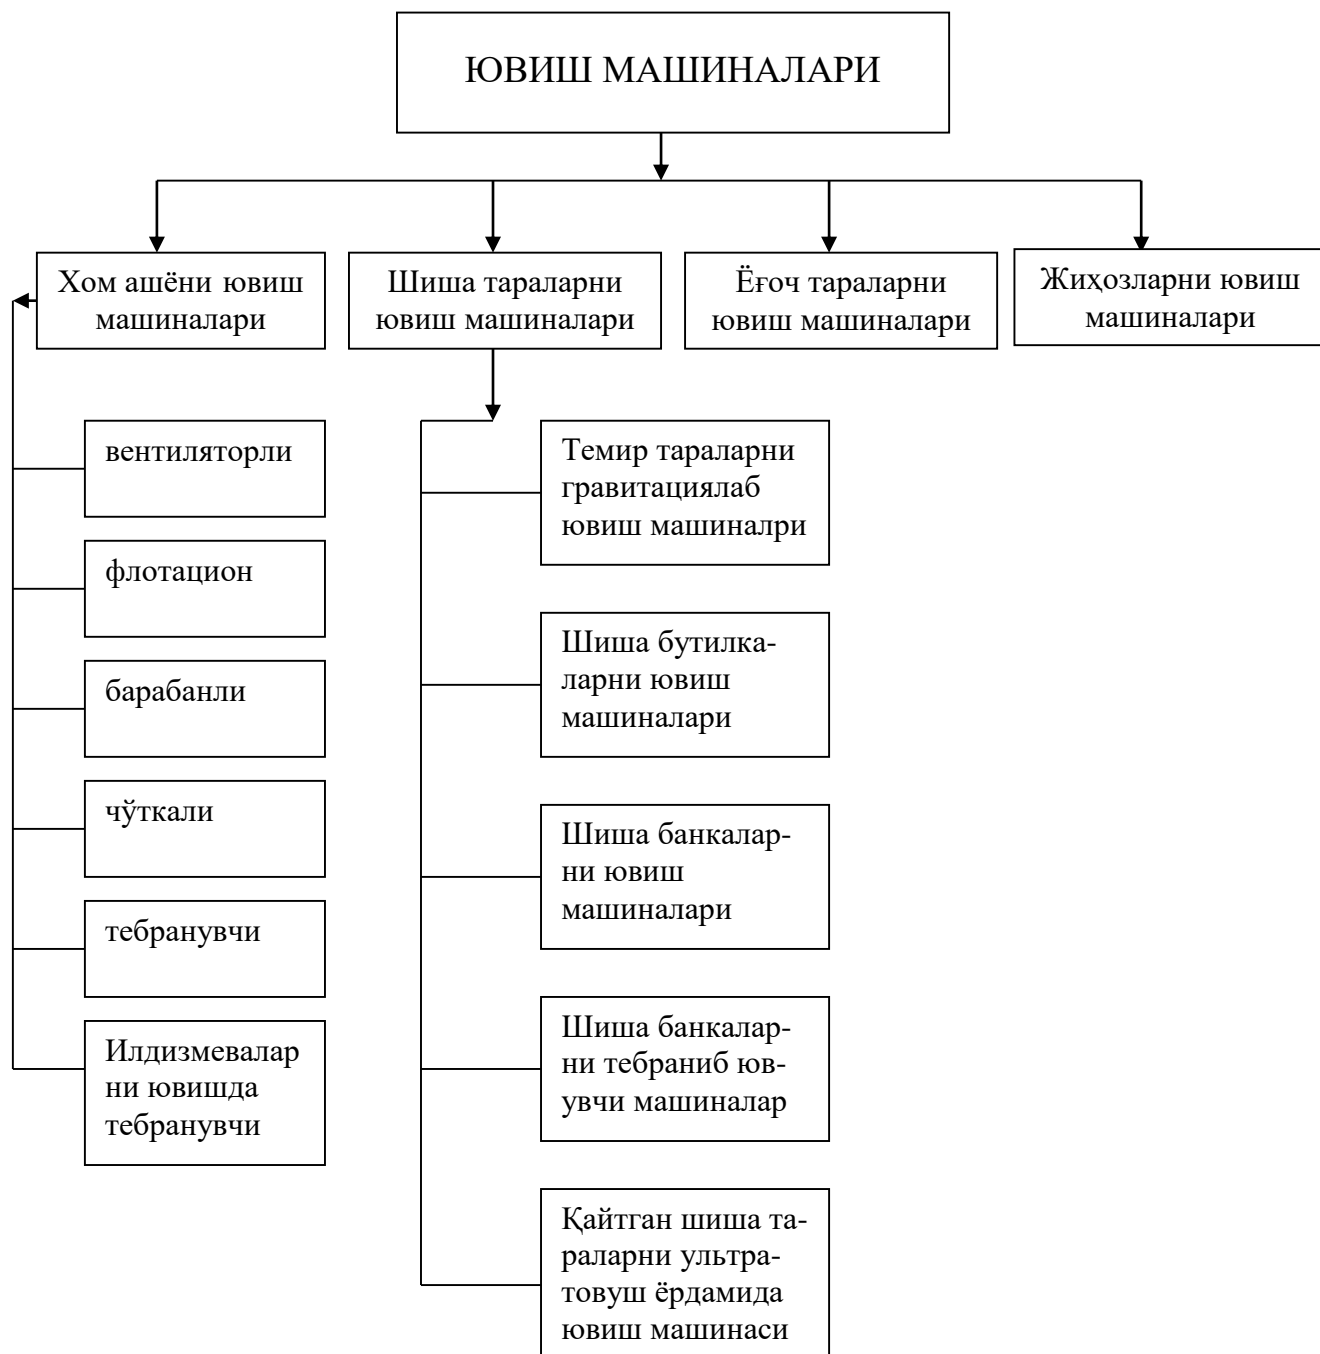 ЮВИШ МАШИНАЛАРИ
Хом ашёни ювиш
машиналари
Шиша тараларни
ювиш машиналари
Ёғоч тараларни
ювиш машиналари
Жиҳозларни ювиш
машиналари
вентиляторли
флотацион
барабанли
чўткали
тебранувчи
Илдизмевалар
ни ювишда
тебранувчи
Темир тараларни
гравитациялаб
ювиш машиналри
Шиша бутилка-
ларни ювиш
машиналари
Шиша банкалар-
ни ювиш
машиналари
Шиша банкалар-
ни тебраниб юв-
увчи машиналар
Қайтган шиша та-
раларни ультра-
товуш ёрдамида
ювиш машинаси